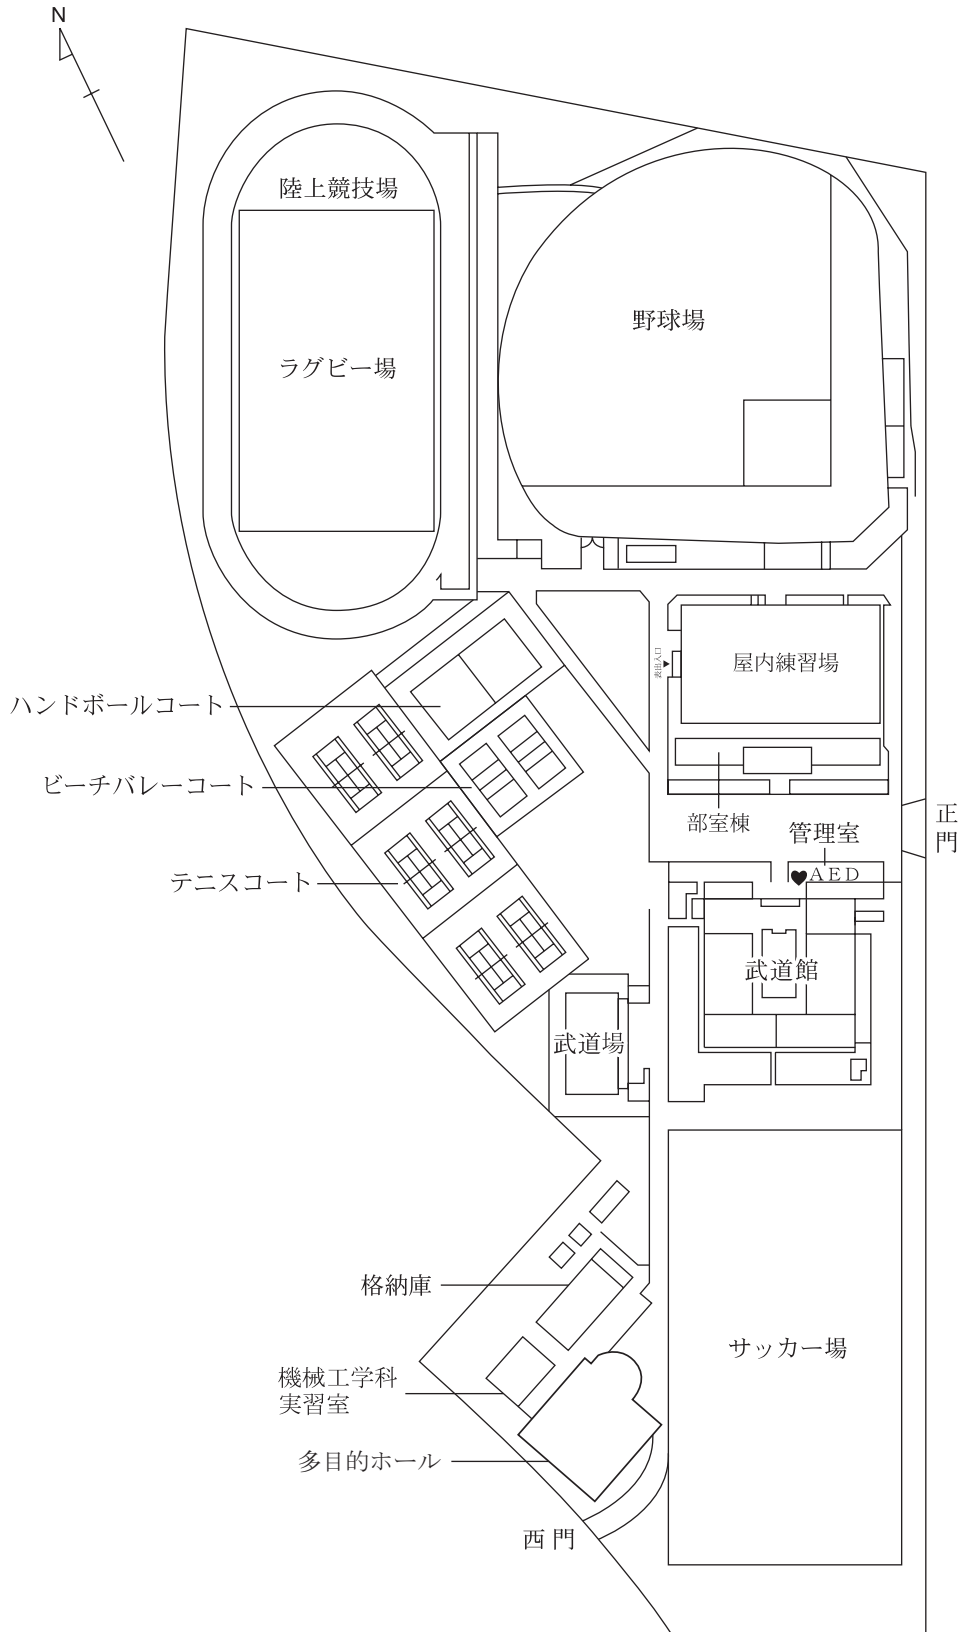 N
陸上競技場
野球場
ラグビー場
表出入口
屋内練習場
ハンドボールコート
ビーチバレーコート
部室棟
正門
管理室
AED
テニスコート
武道館
武道場
格納庫
サッカー場
機械工学科
実習室
多目的ホール
西門